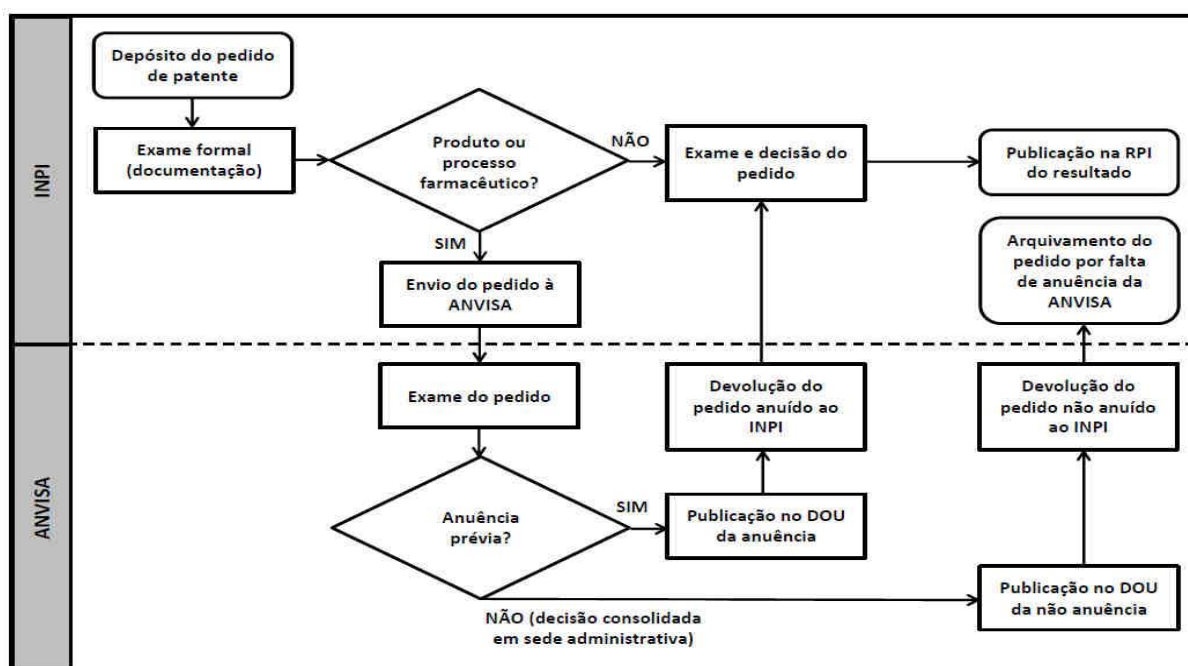 INPI
Depósito do pedido
de patente
Exame formal
(documentação)
Produto ou
processo
farmacêutico?
NÃO
Exame e decisão do
pedido
Publicação na RPI
do resultado
SIM
Envio do pedido à
ANVISA
Arquivamento do
pedido por falta
de anuência da
ANVISA
ANVISA
Exame do pedido
Devolução do
pedido anuído ao
INPI
Devolução do
pedido não anuído
ao INPI
Anuência
prévia?
SIM
Publicação no DOU
da anuência
NÃO (decisão consolidada
em sede administrativa)
Publicação no DOU
da não anuência